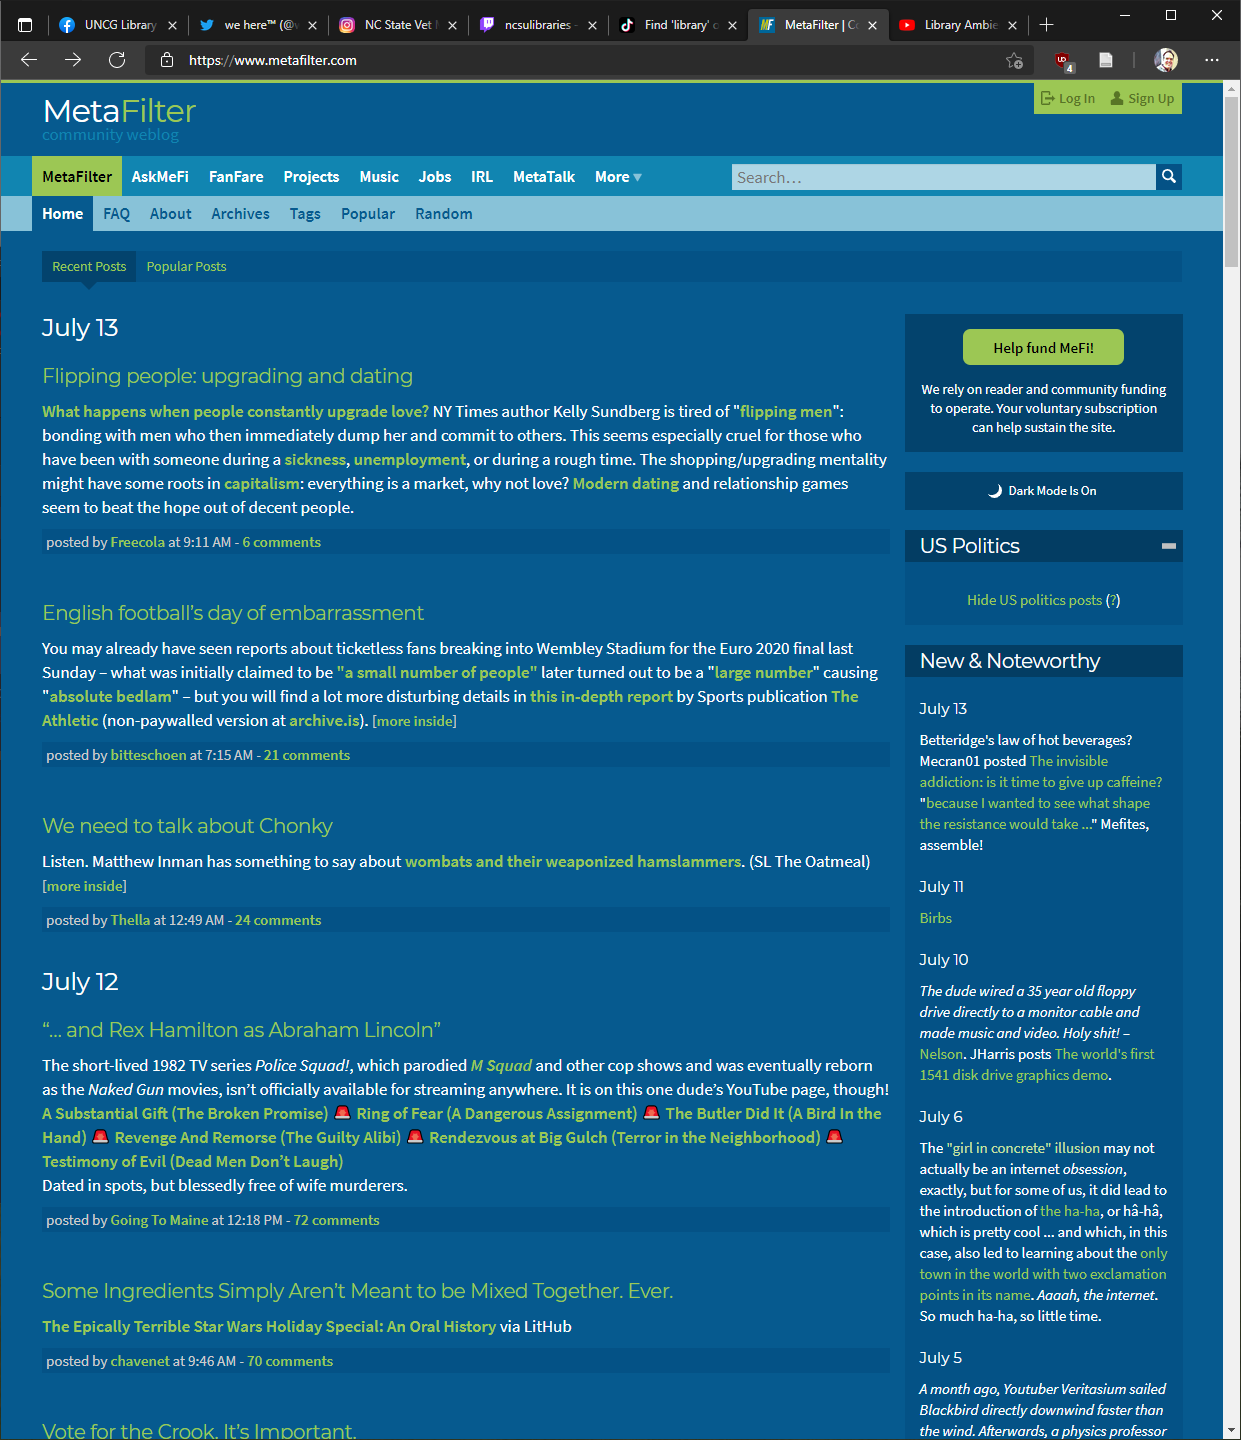 UNCG Library
we here™ (@v
NC State Vet M
ncsulibraries -
Find 'library' o
MetaFilter | Co
Library Ambie
https://www.metafilter.com
UD
4
MetaFilter
community weblog
Log In
Sign Up
MetaFilter AskMeFi FanFare Projects Music Jobs IRL MetaTalk More
Search...
Home FAQ About Archives Tags Popular Random
Recent Posts Popular Posts
July 13
Flipping people: upgrading and dating
What happens when people constantly upgrade love? NY Times author Kelly Sundberg is tired of "flipping men":
bonding with men who then immediately dump her and commit to others. This seems especially cruel for those who
have been with someone during a sickness, unemployment, or during a rough time. The shopping/upgrading mentality
might have some roots in capitalism: everything is a market, why not love? Modern dating and relationship games
seem to beat the hope out of decent people.
posted by Freecola at 9:11 AM - 6 comments
English football's day of embarrassment
You may already have seen reports about ticketless fans breaking into Wembley Stadium for the Euro 2020 final last
Sunday – what was initially claimed to be "a small number of people" later turned out to be a "large number" causing
"absolute bedlam" – but you will find a lot more disturbing details in this in-depth report by Sports publication The
Athletic (non-paywalled version at archive.is). [more inside]
posted by bitteschoen at 7:15 AM - 21 comments
We need to talk about Chonky
Listen. Matthew Inman has something to say about wombats and their weaponized hamslammers. (SL The Oatmeal)
[more inside]
posted by Thella at 12:49 AM - 24 comments
July 12
“... and Rex Hamilton as Abraham Lincoln”
The short-lived 1982 TV series Police Squad!, which parodied M Squad and other cop shows and was eventually reborn
as the Naked Gun movies, isn’t officially available for streaming anywhere. It is on this one dude’s YouTube page, though!
A Substantial Gift (The Broken Promise) 🚨 Ring of Fear (A Dangerous Assignment) 🚨 The Butler Did It (A Bird In the
Hand) 🚨 Revenge And Remorse (The Guilty Alibi) 🚨 Rendezvous at Big Gulch (Terror in the Neighborhood) 🚨
Testimony of Evil (Dead Men Don’t Laugh)
Dated in spots, but blessedly free of wife murderers.
posted by Going To Maine at 12:18 PM - 72 comments
Some Ingredients Simply Aren’t Meant to be Mixed Together. Ever.
The Epically Terrible Star Wars Holiday Special: An Oral History via LitHub
posted by chavenet at 9:46 AM - 70 comments
Vote for the Crook. It’s Important.
Help fund MeFi!
We rely on reader and community funding
to operate. Your voluntary subscription
can help sustain the site.
Dark Mode Is On
US Politics
Hide US politics posts (?)
New & Noteworthy
July 13
Betteridge's law of hot beverages?
Mecran01 posted The invisible
addiction: is it time to give up caffeine?
"because I wanted to see what shape
the resistance would take ..." Mefites,
assemble!
July 11
Birbs
July 10
The dude wired a 35 year old floppy
drive directly to a monitor cable and
made music and video. Holy shit! –
Nelson. JHarris posts The world's first
1541 disk drive graphics demo.
July 6
The "girl in concrete" illusion may not
actually be an internet obsession,
exactly, but for some of us, it did lead to
the introduction of the ha-ha, or hâ-hâ,
which is pretty cool ... and which, in this
case, also led to learning about the only
town in the world with two exclamation
points in its name. Aaaah, the internet.
So much ha-ha, so little time.
July 5
A month ago, Youtuber Veritasium sailed
Blackbird directly downwind faster than
the wind. Afterwards, a physics professor